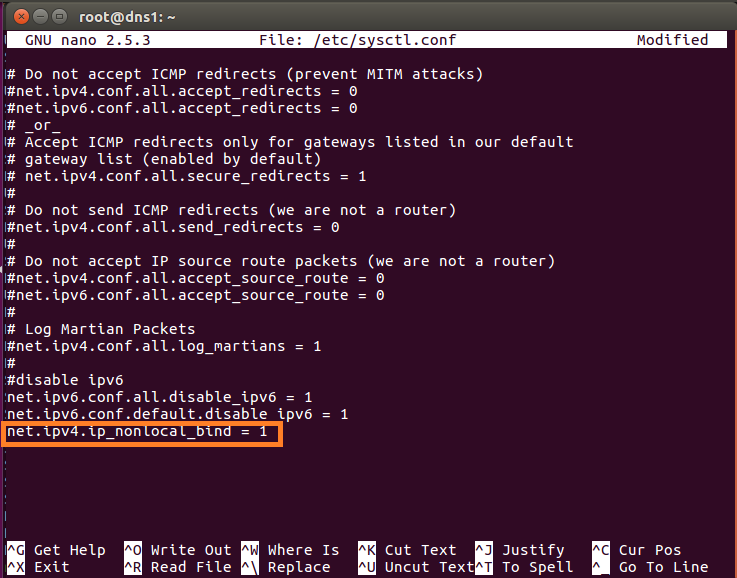 root@dns1: ~
GNU nano 2.5.3 File: /etc/sysctl.conf Modified
# Do not accept ICMP redirects (prevent MITM attacks)
#net.ipv4.conf.all.accept_redirects = 0
#net.ipv6.conf.all.accept_redirects = 0
# _or_
# Accept ICMP redirects only for gateways listed in our default
# gateway list (enabled by default)
# net.ipv4.conf.all.secure_redirects = 1
#
# Do not send ICMP redirects (we are not a router)
#net.ipv4.conf.all.send_redirects = 0
#
# Do not accept IP source route packets (we are not a router)
#net.ipv4.conf.all.accept_source_route = 0
#net.ipv6.conf.all.accept_source_route = 0
#
# Log Martian Packets
#net.ipv4.conf.all.log_martians = 1
#
#disable ipv6
net.ipv6.conf.all.disable_ipv6 = 1
net.ipv6.conf.default.disable_ipv6 = 1
net.ipv4.ip_nonlocal_bind = 1
^G Get Help ^O Write Out ^W Where Is ^K Cut Text ^J Justify ^C Cur Pos
^X Exit ^R Read File ^\ Replace ^U Uncut Text ^T To Spell ^_ Go To Line